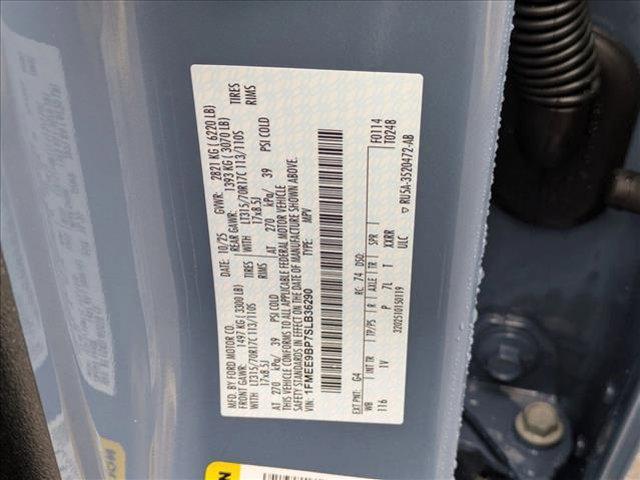 MFD. BY FORD MOTOR CO.
DATE: 10/25 GVWR: 2821 KG ( 6220 LB)
FRONT GAWR: 1497 KG ( 3300 LB) REAR GAWR: 1393 KG ( 3070 LB)
WITH LT315/70R17C 113/110S TIRES WITH LT315/70R17C 113/110S TIRES
17x8.5J RIMS 17x8.5J RIMS
AT 270 kPa/ 39 PSI COLD AT 270 kPa/ 39 PSI COLD
THIS VEHICLE CONFORMS TO ALL APPLICABLE FEDERAL MOTOR VEHICLE
SAFETY STANDARDS IN EFFECT ON THE DATE OF MANUFACTURE SHOWN ABOVE.
VIN: 1FMEE9BP7SLB36290 TYPE: MPV
F0114
T024B
EXT PNT: G4 RC: 74 DSO:
WB INT TR TP/PS R AXLE TR SPR
116 1V P 7L T XXRR
3202510150119 ULC
RU5A-3520472-AB